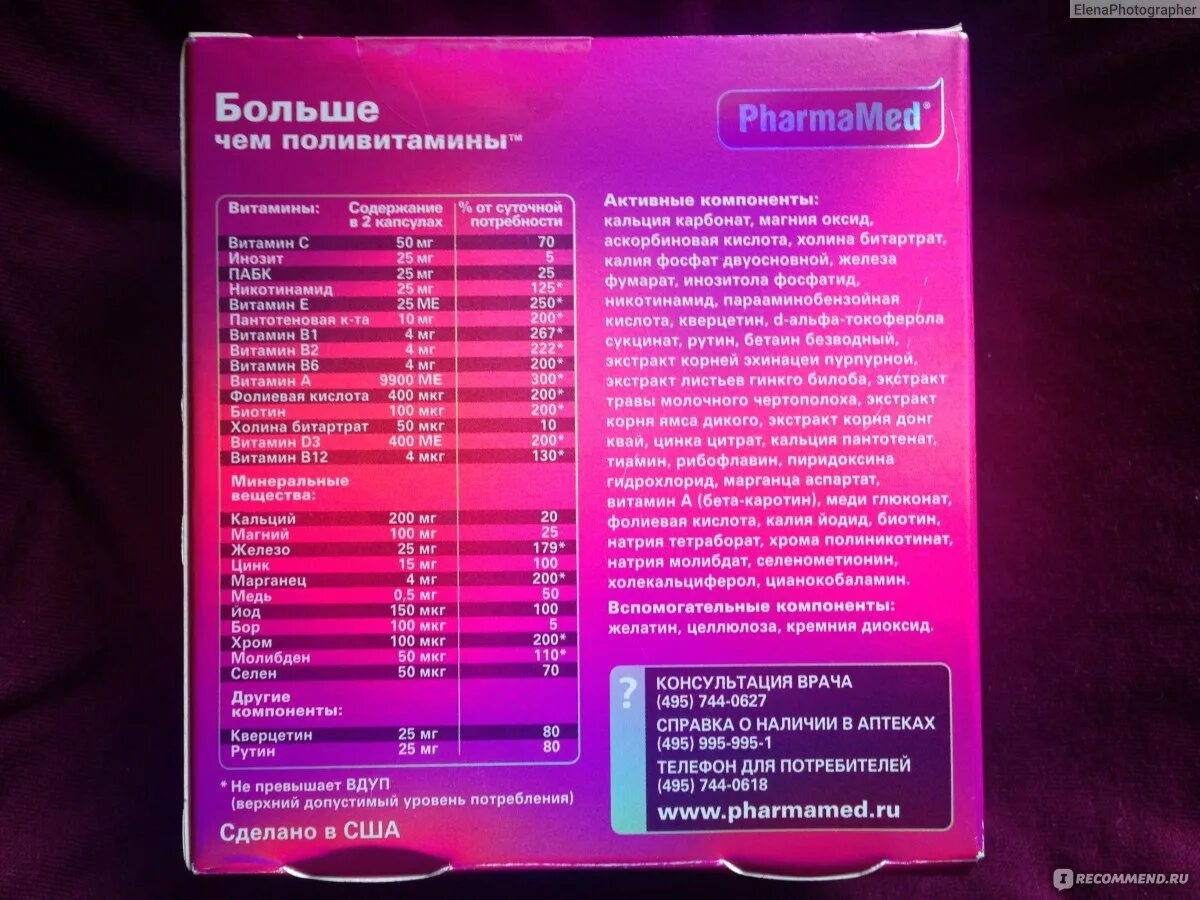 ElenaPhotographer
Больше
чем поливитамины™
PharmaMed®
Витамины: Содержание в 2 капсулах % от суточной потребности
Витамин С 50 мг 70
Инозит 25 мг 5
ПАБК 25 мг 25
Никотинамид 25 мг 125*
Витамин Е 25 МЕ 250*
Пантотеновая к-та 10 мг 200*
Витамин В1 4 мг 267*
Витамин В2 4 мг 222*
Витамин В6 4 мг 200*
Витамин А 9900 МЕ 300*
Фолиевая кислота 400 мкг 200*
Биотин 100 мкг 200*
Холина битартрат 50 мкг 10
Витамин D3 400 МЕ 200*
Витамин В12 4 мкг 130*
Минеральные
вещества:
Кальций 200 мг 20
Магний 100 мг 25
Железо 25 мг 179*
Цинк 15 мг 100
Марганец 4 мг 200*
Медь 0,5 мг 50
Йод 150 мкг 100
Бор 100 мкг 5
Хром 100 мкг 200*
Молибден 50 мкг 110*
Селен 50 мкг 70
Другие
компоненты:
Кверцетин 25 мг 80
Рутин 25 мг 80
* Не превышает ВДУП
(верхний допустимый уровень потребления)
Сделано в США
Активные компоненты:
кальция карбонат, магния оксид,
аскорбиновая кислота, холина битартрат,
калия фосфат двуосновной, железа
фумарат, инозитола фосфатид,
никотинамид, парааминобензойная
кислота, кверцетин, d-альфа-токоферола
сукцинат, рутин, бетаин безводный,
экстракт корней эхинацеи пурпурной,
экстракт листьев гинкго билоба, экстракт
травы молочного чертополоха, экстракт
корня ямса дикого, экстракт корня донг
квай, цинка цитрат, кальция пантотенат,
тиамин, рибофлавин, пиридоксина
гидрохлорид, марганца аспартат,
витамин А (бета-каротин), меди глюконат,
фолиевая кислота, калия йодид, биотин,
натрия тетраборат, хрома полиникотинат,
натрия молибдат, селенометионин,
холекальциферол, цианокобаламин.
Вспомогательные компоненты:
желатин, целлюлоза, кремния диоксид.
?
КОНСУЛЬТАЦИЯ ВРАЧА
(495) 744-0627
СПРАВКА О НАЛИЧИИ В АПТЕКАХ
(495) 995-995-1
ТЕЛЕФОН ДЛЯ ПОТРЕБИТЕЛЕЙ
(495) 744-0618
www.pharmamed.ru
I RECOMMEND.RU